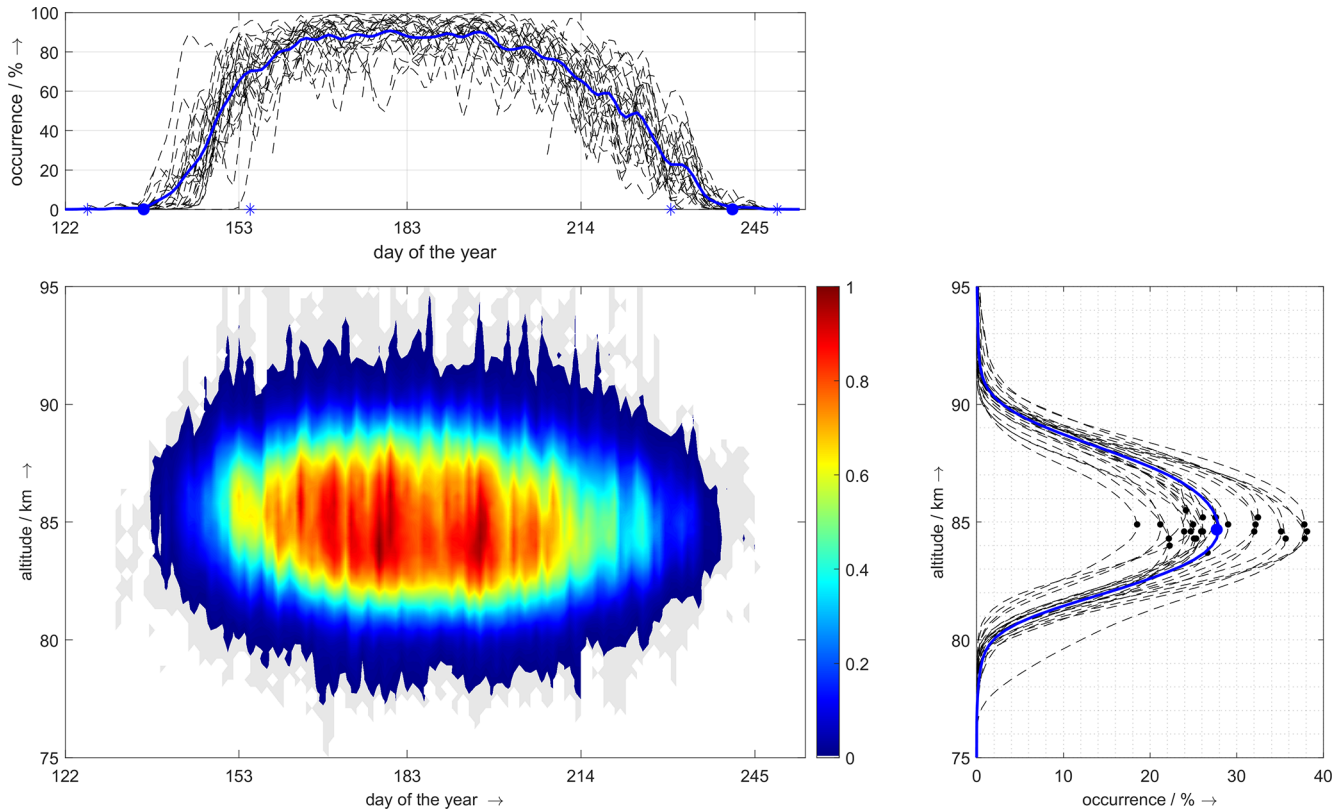 100
80
60
40
20
0
occurrence / % →
122 153 183 214 245
day of the year
95
90
85
80
75
altitude / km →
122 153 183 214 245
day of the year →
1
0.8
0.6
0.4
0.2
0
95
90
85
80
75
altitude / km →
0 10 20 30 40
occurrence / % →